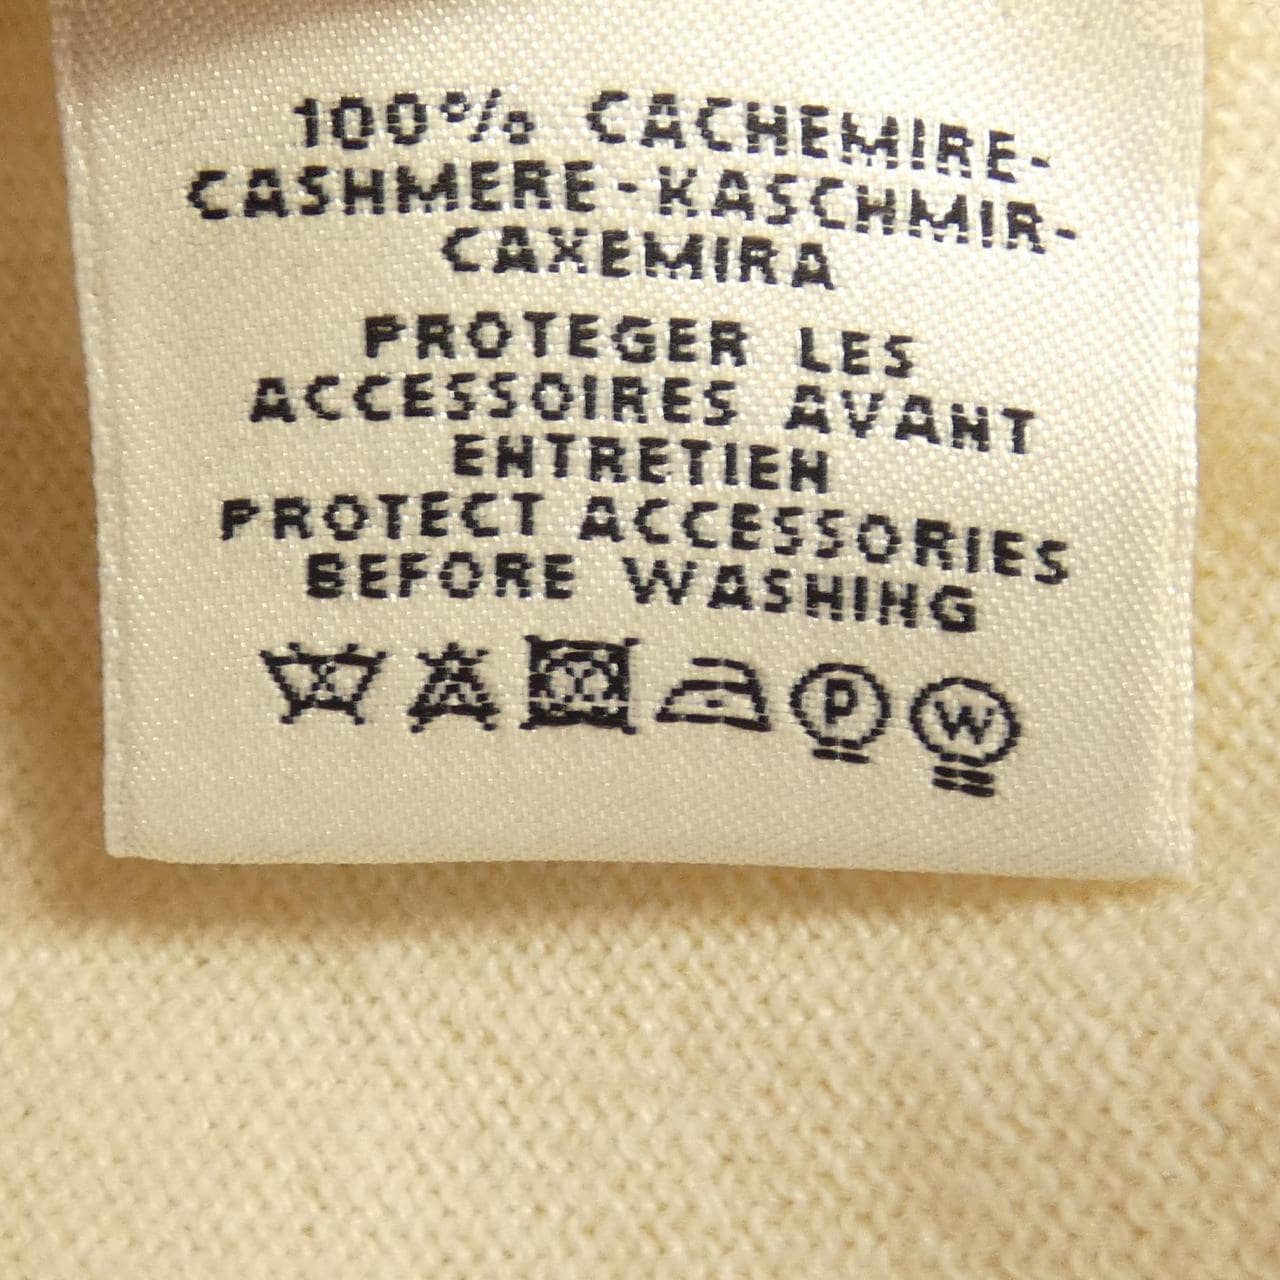 100% CACHEMIRE-
CASHMERE-KASCHMIR-
CAXEMIRA
PROTEGER LES
ACCESSOIRES AVANT
ENTRETIEN
PROTECT ACCESSORIES
BEFORE WASHING
P W